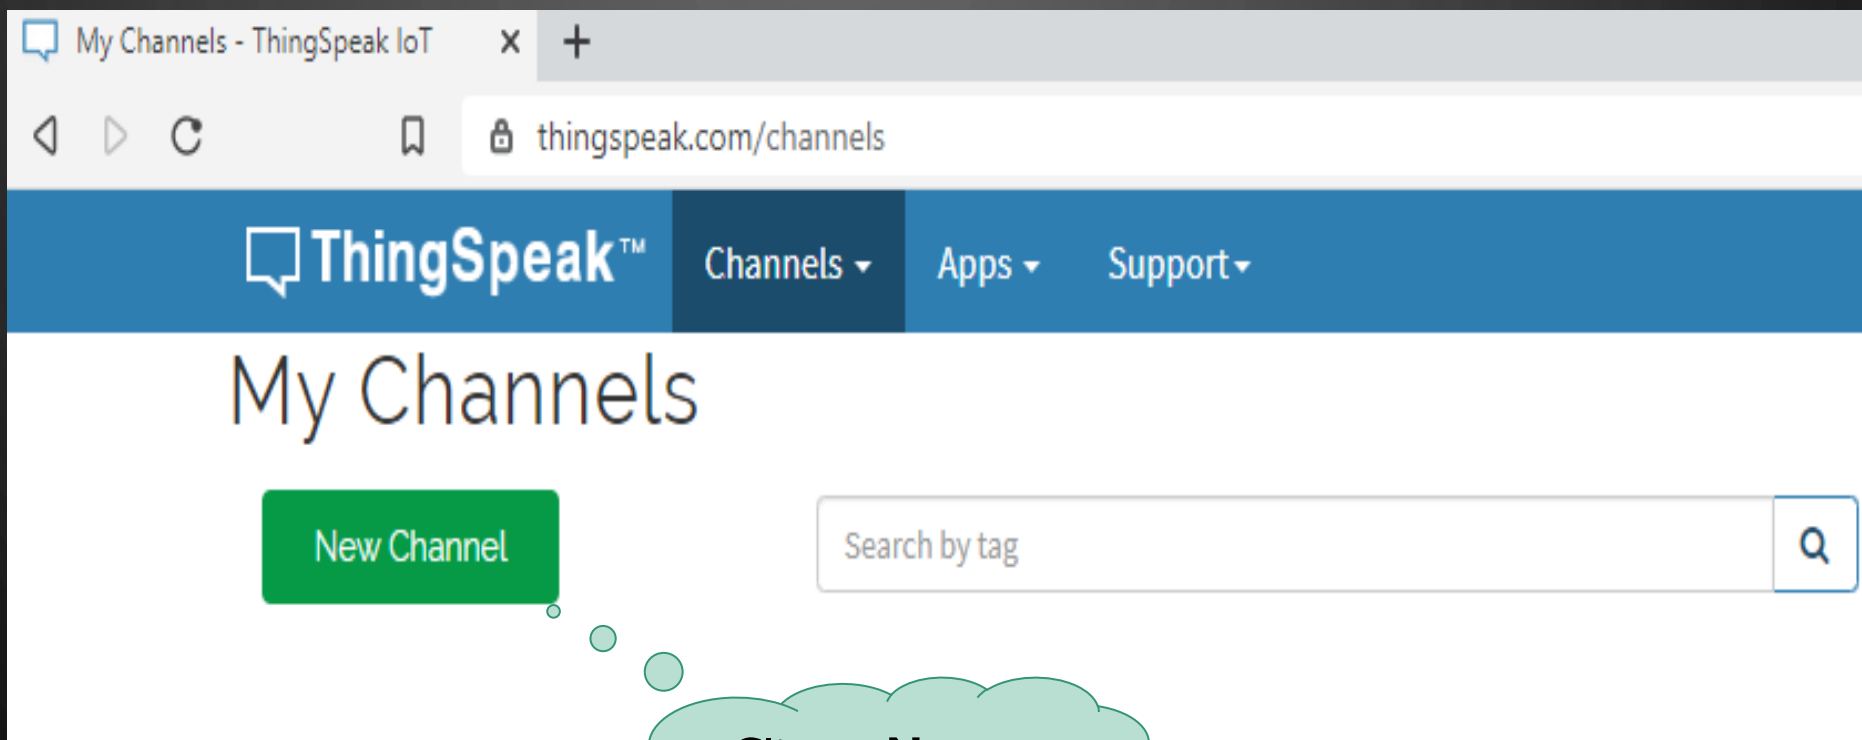 My Channels - ThingSpeak IoT
thingspeak.com/channels
ThingSpeak™ Channels Apps Support
My Channels
New Channel
Search by tag